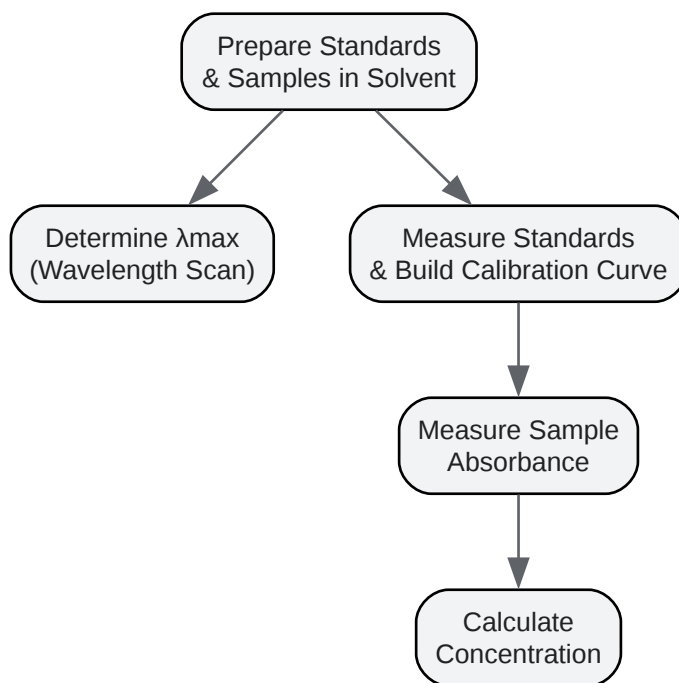 Prepare Standards
& Samples in Solvent
Determine λmax
(Wavelength Scan)
Measure Standards
& Build Calibration Curve
Measure Sample
Absorbance
Calculate
Concentration